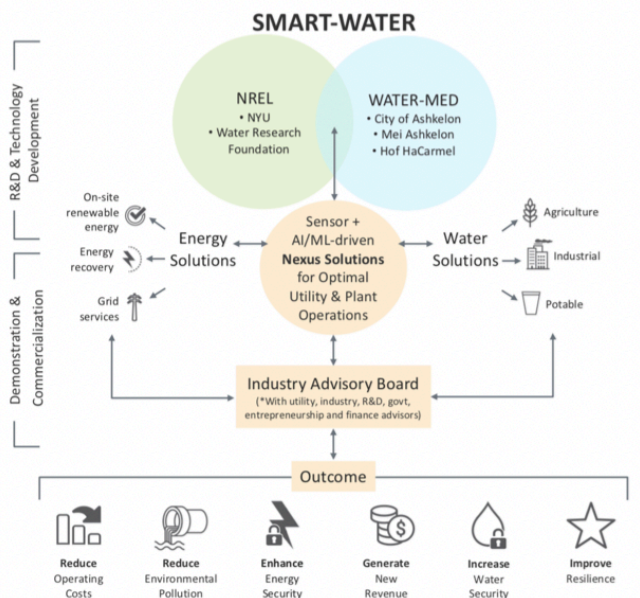 SMART-WATER
R&D & Technology
Development
NREL
• NYU
• Water Research
Foundation
WATER-MED
• City of Ashkelon
• Mei Ashkelon
• Hof HaCarmel
On-site
renewable
energy
Energy
recovery
Grid
services
Energy
Solutions
Sensor +
AI/ML-driven
Nexus Solutions
for Optimal
Utility & Plant
Operations
Water
Solutions
Agriculture
Industrial
Potable
Demonstration &
Commercialization
Industry Advisory Board
(*With utility, industry, R&D, govt,
entrepreneurship and finance advisors)
Outcome
Reduce
Operating
Costs
Reduce
Environmental
Pollution
Enhance
Energy
Security
Generate
New
Revenue
Increase
Water
Security
Improve
Resilience